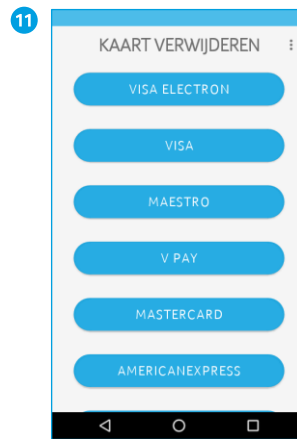 11
KAART VERWIJDEREN
VISA ELECTRON
VISA
MAESTRO
V PAY
MASTERCARD
AMERICANEXPRESS